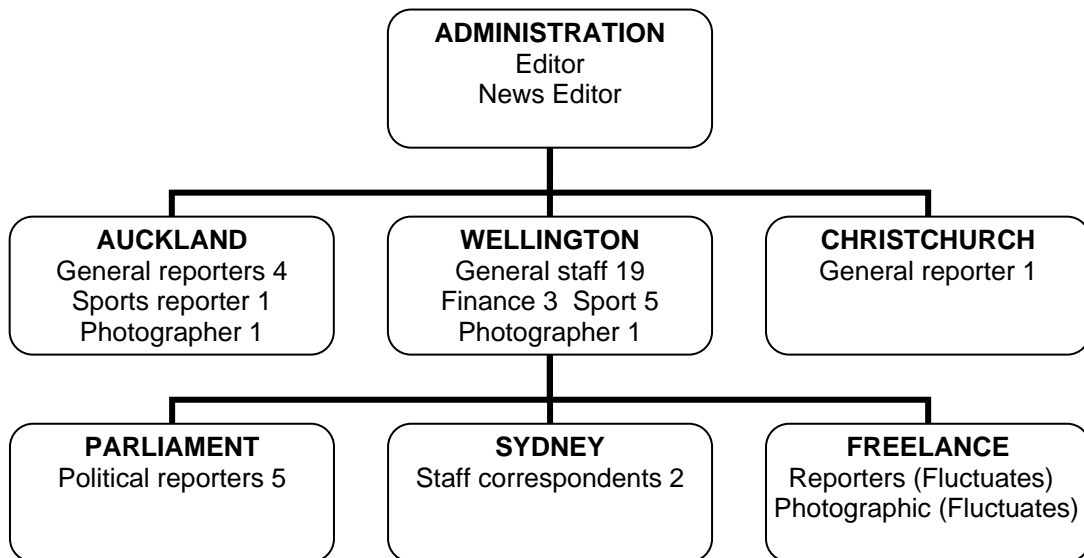 ADMINISTRATION
Editor
News Editor
AUCKLAND
General reporters 4
Sports reporter 1
Photographer 1
WELLINGTON
General staff 19
Finance 3  Sport 5
Photographer 1
CHRISTCHURCH
General reporter 1
PARLIAMENT
Political reporters 5
SYDNEY
Staff correspondents 2
FREELANCE
Reporters (Fluctuates)
Photographic (Fluctuates)